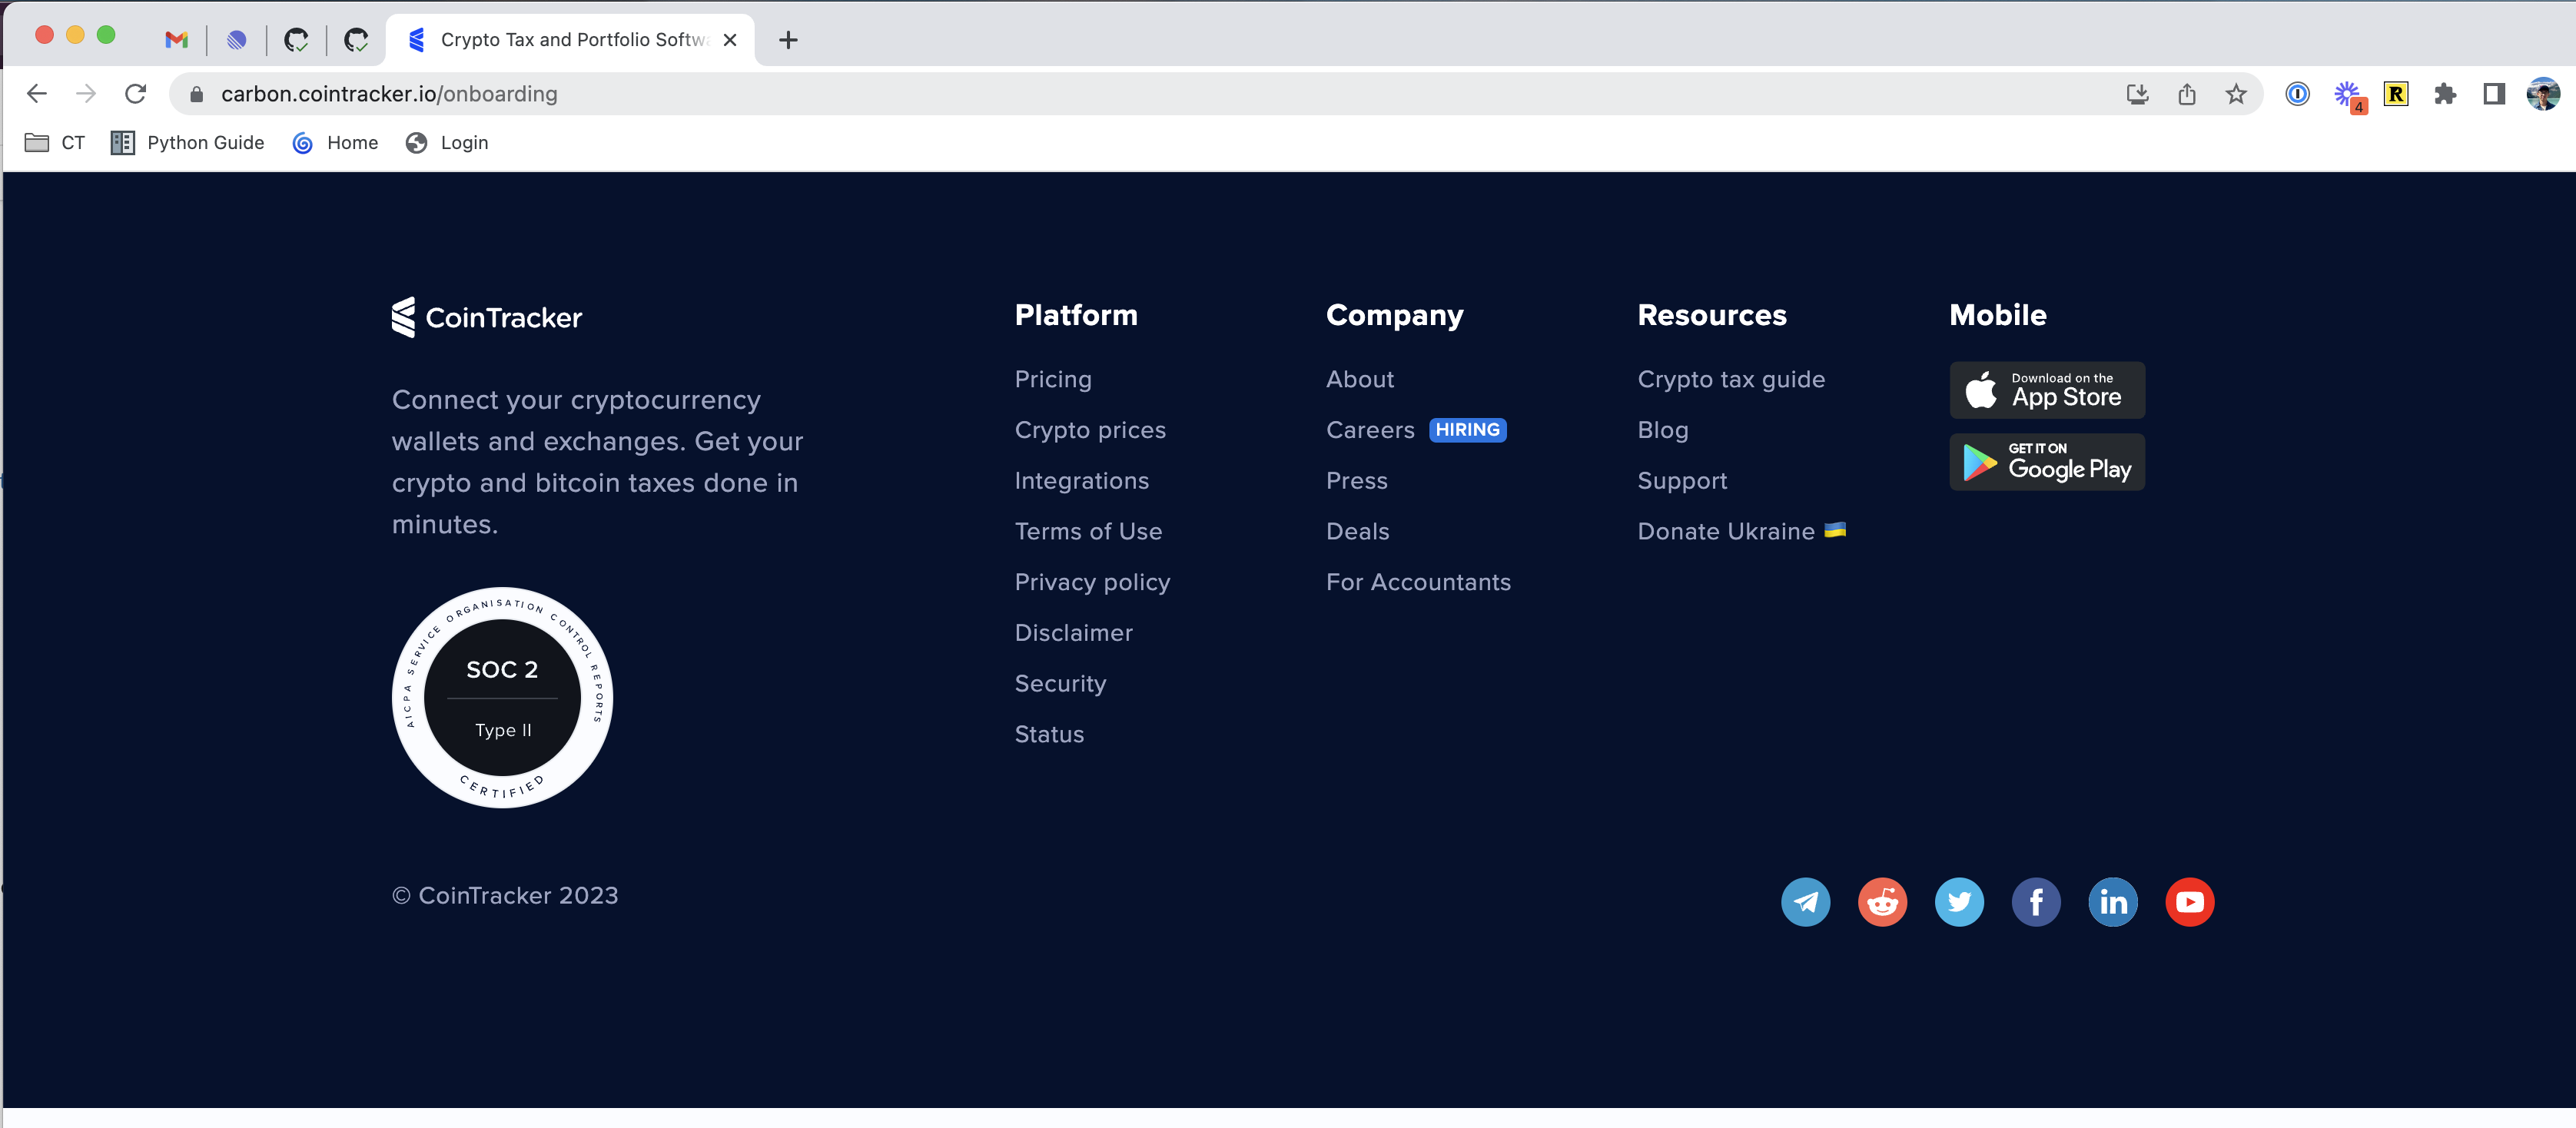 Crypto Tax and Portfolio Softw
carbon.cointracker.io/onboarding
4
R
CT
Python Guide
Home
Login
CoinTracker
Connect your cryptocurrency
wallets and exchanges. Get your
crypto and bitcoin taxes done in
minutes.
AICPA SERVICE ORGANISATION CONTROL REPORTS
SOC 2
Type II
CERTIFIED
Platform
Pricing
Crypto prices
Integrations
Terms of Use
Privacy policy
Disclaimer
Security
Status
Company
About
Careers HIRING
Press
Deals
For Accountants
Resources
Crypto tax guide
Blog
Support
Donate Ukraine 🇺🇦
Mobile
Download on the
App Store
GET IT ON
Google Play
© CoinTracker 2023